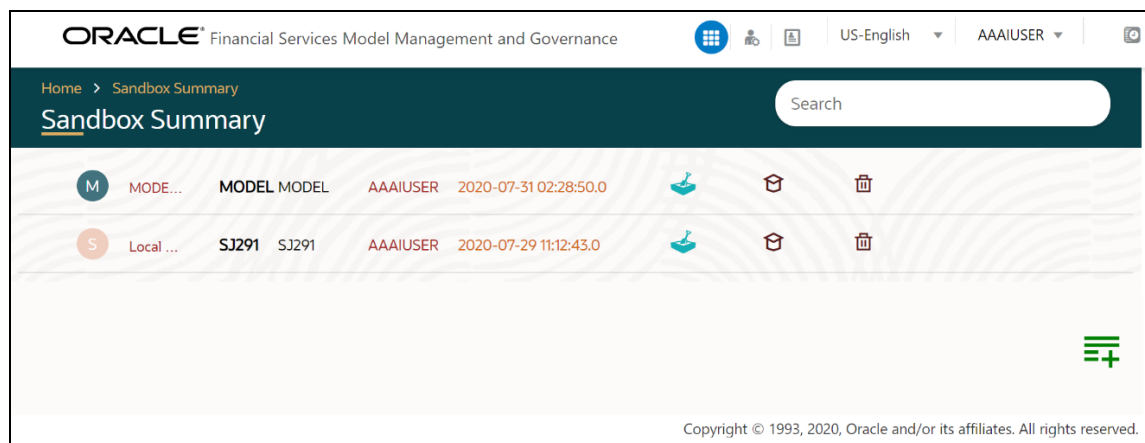 ORACLE® Financial Services Model Management and Governance US-English AAAIUSER
Home > Sandbox Summary
Sandbox Summary
Search
M MODE... MODEL MODEL AAAIUSER 2020-07-31 02:28:50.0
S Local ... SJ291 SJ291 AAAIUSER 2020-07-29 11:12:43.0
Copyright © 1993, 2020, Oracle and/or its affiliates. All rights reserved.